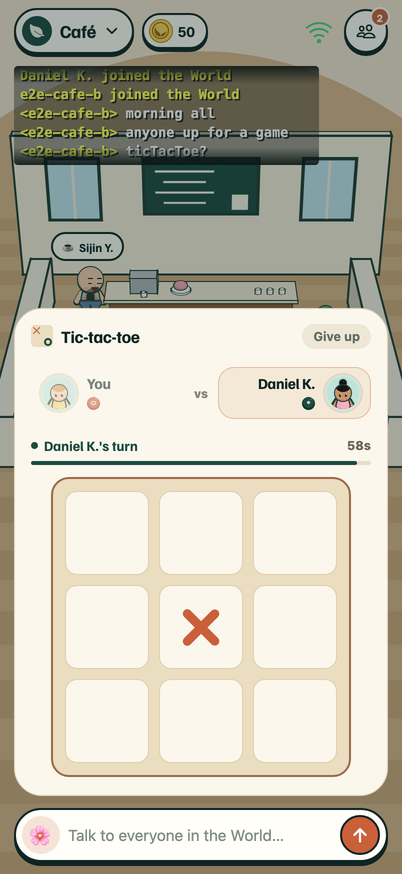 Café
50
2
Daniel K. joined the World
e2e-cafe-b joined the World
<e2e-cafe-b> morning all
<e2e-cafe-b> anyone up for a game
<e2e-cafe-b> ticTacToe?
Sijin Y.
Tic-tac-toe
Give up
You
vs
Daniel K.
Daniel K.'s turn
58s
Talk to everyone in the World...